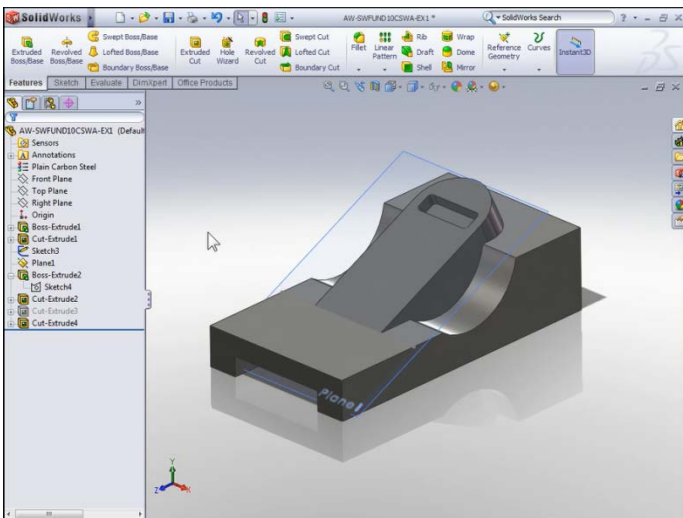 SolidWorks
AW-SWFUND10CSWA-EX1 *
SolidWorks Search
Extruded Boss/Base
Revolved Boss/Base
Swept Boss/Base
Lofted Boss/Base
Boundary Boss/Base
Extruded Cut
Hole Wizard
Revolved Cut
Swept Cut
Lofted Cut
Boundary Cut
Fillet
Linear Pattern
Rib
Draft
Shell
Wrap
Dome
Mirror
Reference Geometry
Curves
Instant3D
Features
Sketch
Evaluate
DimXpert
Office Products
AW-SWFUND10CSWA-EX1 (Default
Sensors
Annotations
Plain Carbon Steel
Front Plane
Top Plane
Right Plane
Origin
Boss-Extrude1
Cut-Extrude1
Sketch3
Plane1
Boss-Extrude2
Sketch4
Cut-Extrude2
Cut-Extrude3
Cut-Extrude4
Plane1
Y
Z
X